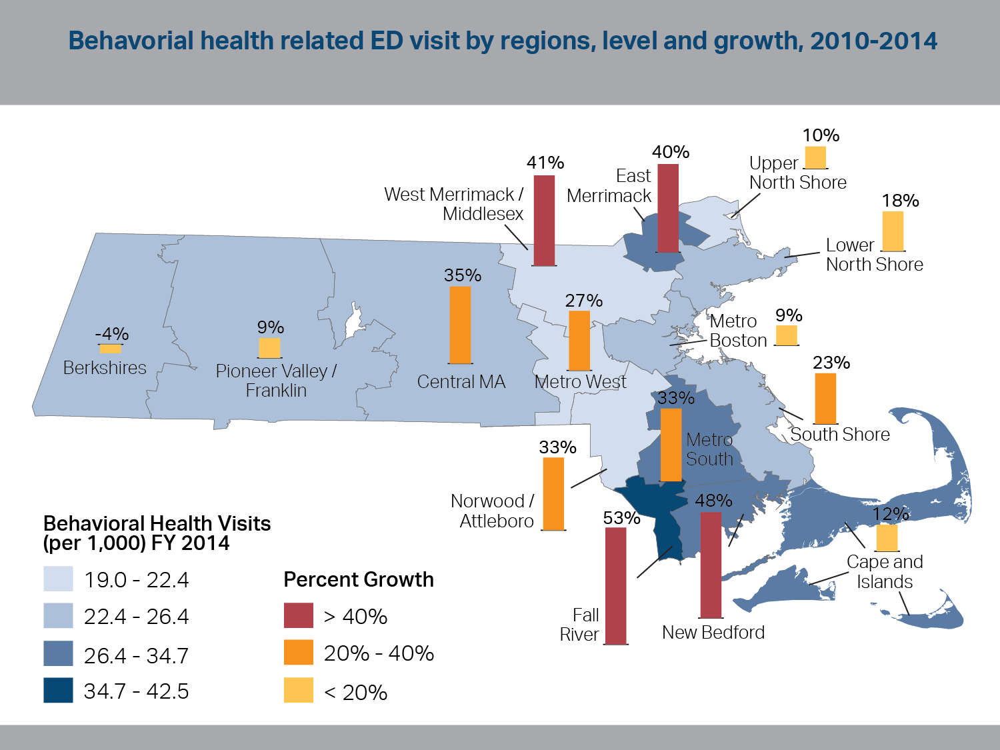 Behavorial health related ED visit by regions, level and growth, 2010-2014
10%
Upper
North Shore
40%
East
Merrimack
41%
West Merrimack /
Middlesex
18%
Lower
North Shore
35%
Central MA
27%
Metro West
9%
Metro
Boston
-4%
Berkshires
9%
Pioneer Valley /
Franklin
23%
South Shore
33%
Metro
South
33%
Norwood /
Attleboro
53%
Fall
River
48%
New Bedford
12%
Cape and
Islands
Behavioral Health Visits
(per 1,000) FY 2014
19.0 - 22.4
22.4 - 26.4
26.4 - 34.7
34.7 - 42.5
Percent Growth
> 40%
20% - 40%
< 20%